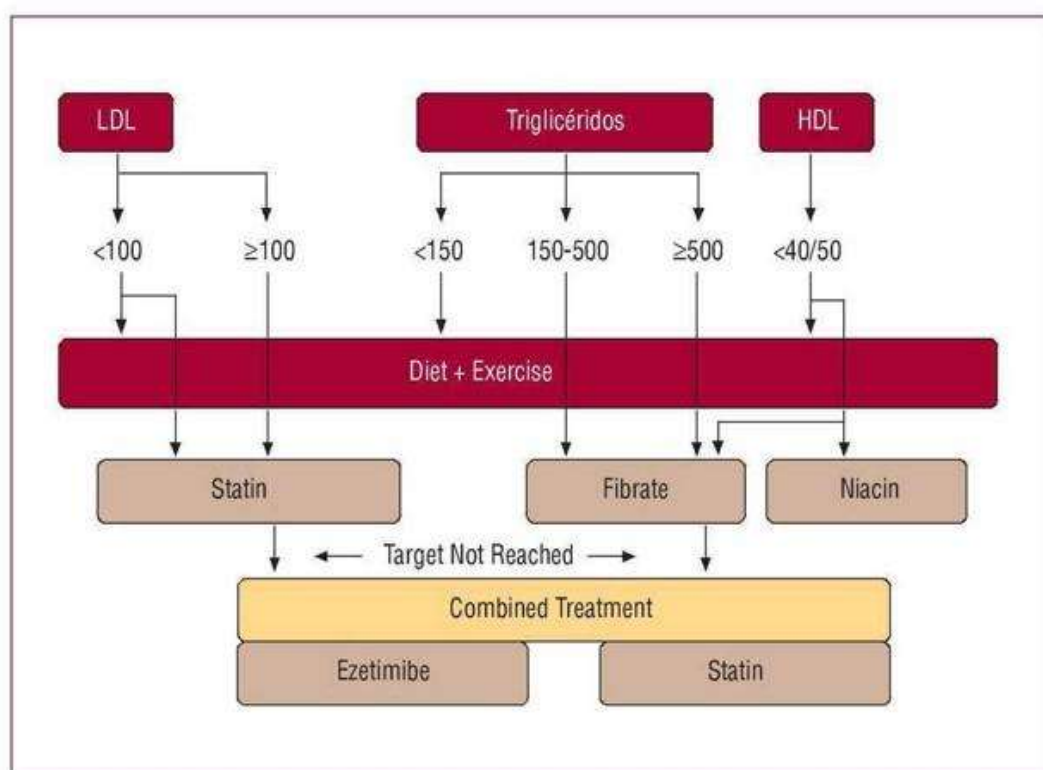 LDL
Triglicéridos
HDL
<100
≥100
<150
150-500
≥500
<40/50
Diet + Exercise
Statin
Fibrate
Niacin
Target Not Reached
Combined Treatment
Ezetimibe
Statin